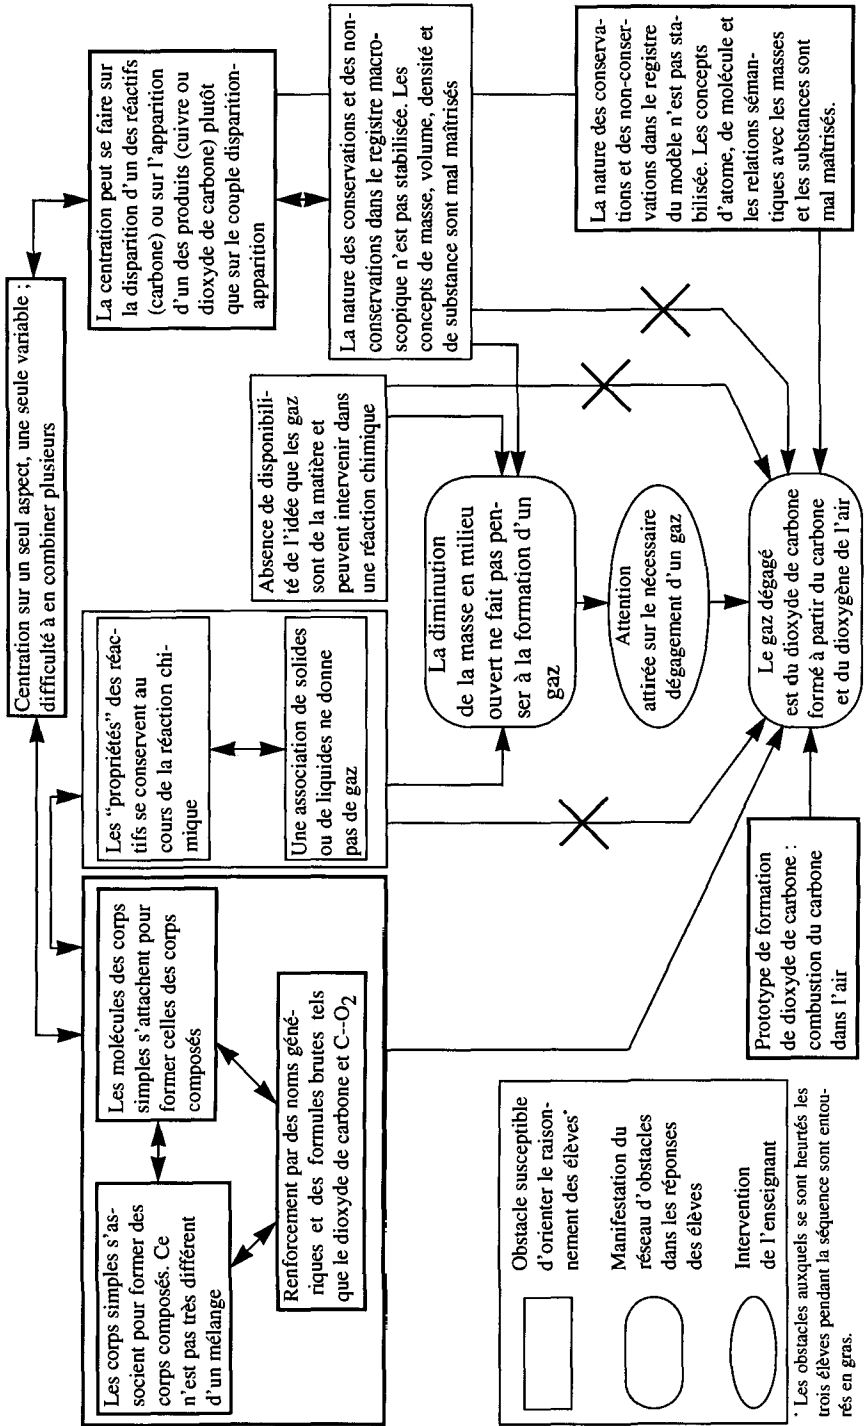 Centration sur un seul aspect, une seule variable ;
difficulté à en combiner plusieurs
Les corps simples s'as-
socient pour former des
corps composés. Ce
n'est pas très différent
d'un mélange
Les molécules des corps
simples s'attachent pour
former celles des corps
composés
Renforcement par des noms géné-
riques et des formules brutes tels
que le dioxyde de carbone et C--O2
Les "propriétés" des réac-
tifs se conservent au
cours de la réaction chi-
mique
Une association de solides
ou de liquides ne donne
pas de gaz
Absence de disponibili-
té de l'idée que les gaz
sont de la matière et
peuvent intervenir dans
une réaction chimique
La centration peut se faire sur
la disparition d'un des réactifs
(carbone) ou sur l'apparition
d'un des produits (cuivre ou
dioxyde de carbone) plutôt
que sur le couple disparition-
apparition
La nature des conservations et des non-
conservations dans le registre macro-
scopique n'est pas stabilisée. Les
concepts de masse, volume, densité et
de substance sont mal maîtrisés
La nature des conserva-
tions et des non-conser-
vations dans le registre
du modèle n'est pas sta-
bilisée. Les concepts
d'atome, de molécule et
les relations séman-
tiques avec les masses
et les substances sont
mal maîtrisés.
La diminution
de la masse en milieu
ouvert ne fait pas pen-
ser à la formation d'un
gaz
Attention
attirée sur le nécessaire
dégagement d'un gaz
Le gaz dégagé
est du dioxyde de carbone
formé à partir du carbone
et du dioxygène de l'air
Prototype de formation
de dioxyde de carbone :
combustion du carbone
dans l'air
Obstacle susceptible
d'orienter le raison-
nement des élèves*
Manifestation du
réseau d'obstacles
dans les réponses
des élèves
Intervention
de l'enseignant
* Les obstacles auxquels se sont heurtés les
trois élèves pendant la séquence sont entou-
rés en gras.